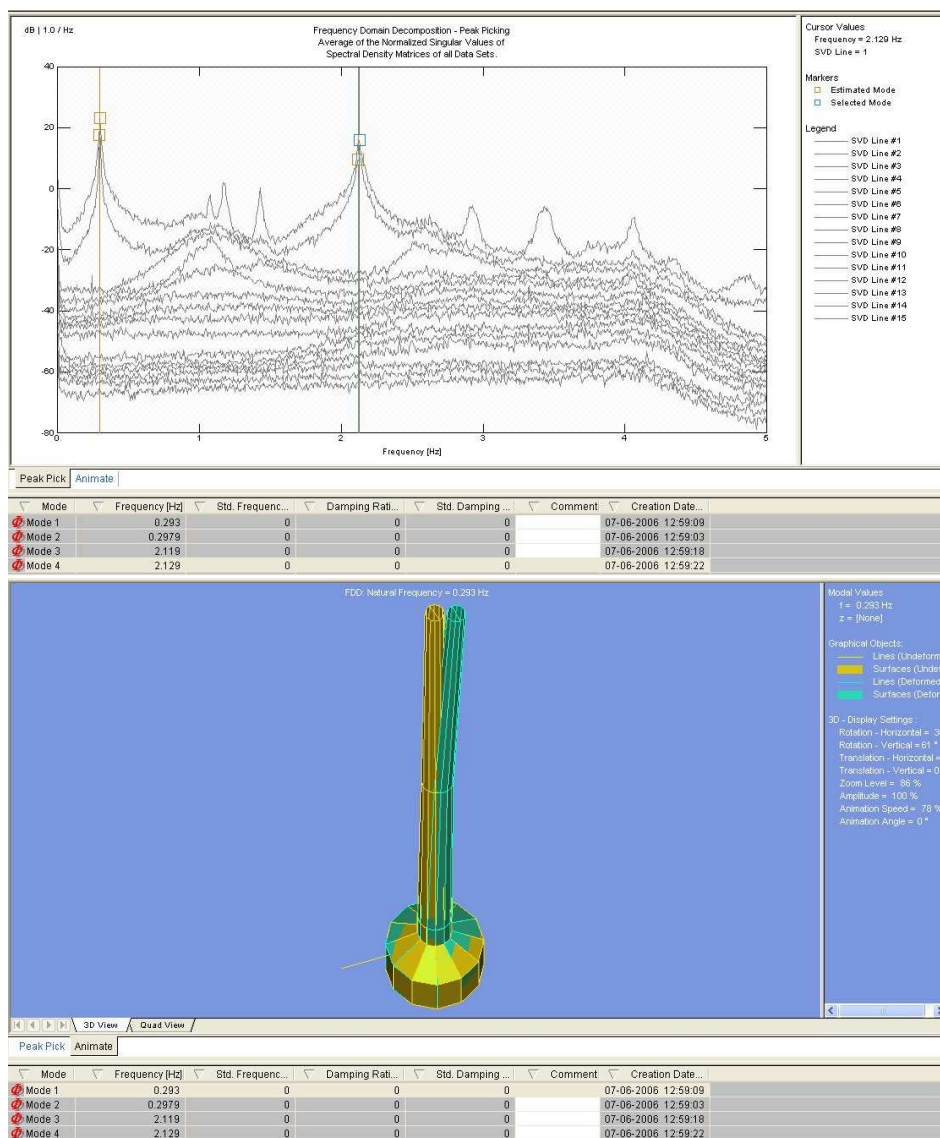 dB | 1.0 / Hz
Frequency Domain Decomposition - Peak Picking
Average of the Normalized Singular Values of
Spectral Density Matrices of all Data Sets.
40
20
0
-20
-40
-60
-80
0 1 2 3 4 5
Frequency [Hz]
Cursor Values
Frequency = 2.129 Hz
SVD Line = 1
Markers
Estimated Mode
Selected Mode
Legend
SVD Line #1
SVD Line #2
SVD Line #3
SVD Line #4
SVD Line #5
SVD Line #6
SVD Line #7
SVD Line #8
SVD Line #9
SVD Line #10
SVD Line #11
SVD Line #12
SVD Line #13
SVD Line #14
SVD Line #15
Peak Pick Animate
Mode Frequency [Hz] Std. Frequenc... Damping Rati... Std. Damping ... Comment Creation Date...
Mode 1 0.293 0 0 0 07-06-2006 12:59:09
Mode 2 0.2979 0 0 0 07-06-2006 12:59:03
Mode 3 2.119 0 0 0 07-06-2006 12:59:18
Mode 4 2.129 0 0 0 07-06-2006 12:59:22
FDD: Natural Frequency = 0.293 Hz
Modal Values
f = 0.293 Hz
z = [None]
Graphical Objects:
Lines (Undeform
Surfaces (Undef
Lines (Deformed
Surfaces (Defor
3D - Display Settings :
Rotation - Horizontal = 3
Rotation - Vertical = 61 °
Translation - Horizontal =
Translation - Vertical = 0
Zoom Level = 86 %
Amplitude = 100 %
Animation Speed = 78 %
Animation Angle = 0 °
3D View Quad View
Peak Pick Animate
Mode Frequency [Hz] Std. Frequenc... Damping Rati... Std. Damping ... Comment Creation Date...
Mode 1 0.293 0 0 0 07-06-2006 12:59:09
Mode 2 0.2979 0 0 0 07-06-2006 12:59:03
Mode 3 2.119 0 0 0 07-06-2006 12:59:18
Mode 4 2.129 0 0 0 07-06-2006 12:59:22